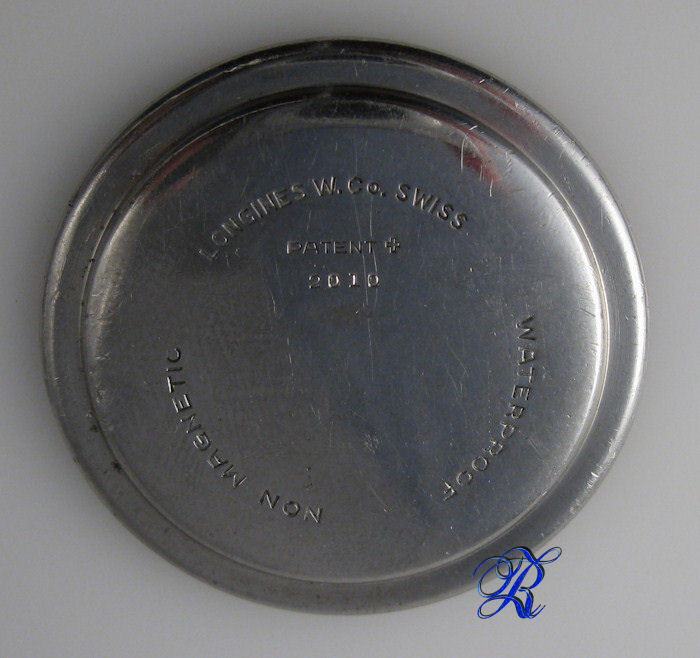 LONGINES W. Co. SWISS
PATENT ✚
2010
WATERPROOF
NON MAGNETIC
R